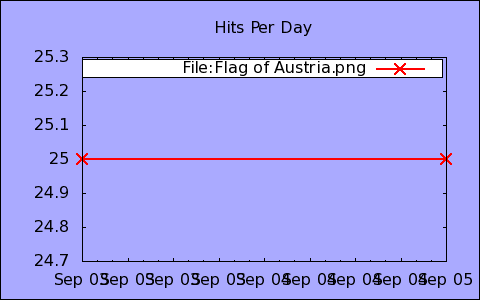 Hits Per Day
25.3
File:Flag of Austria.png
25.2
25.1
25
24.9
24.8
24.7
Sep 03 Sep 03 Sep 03 Sep 03 Sep 04 Sep 04 Sep 04 Sep 04 Sep 05